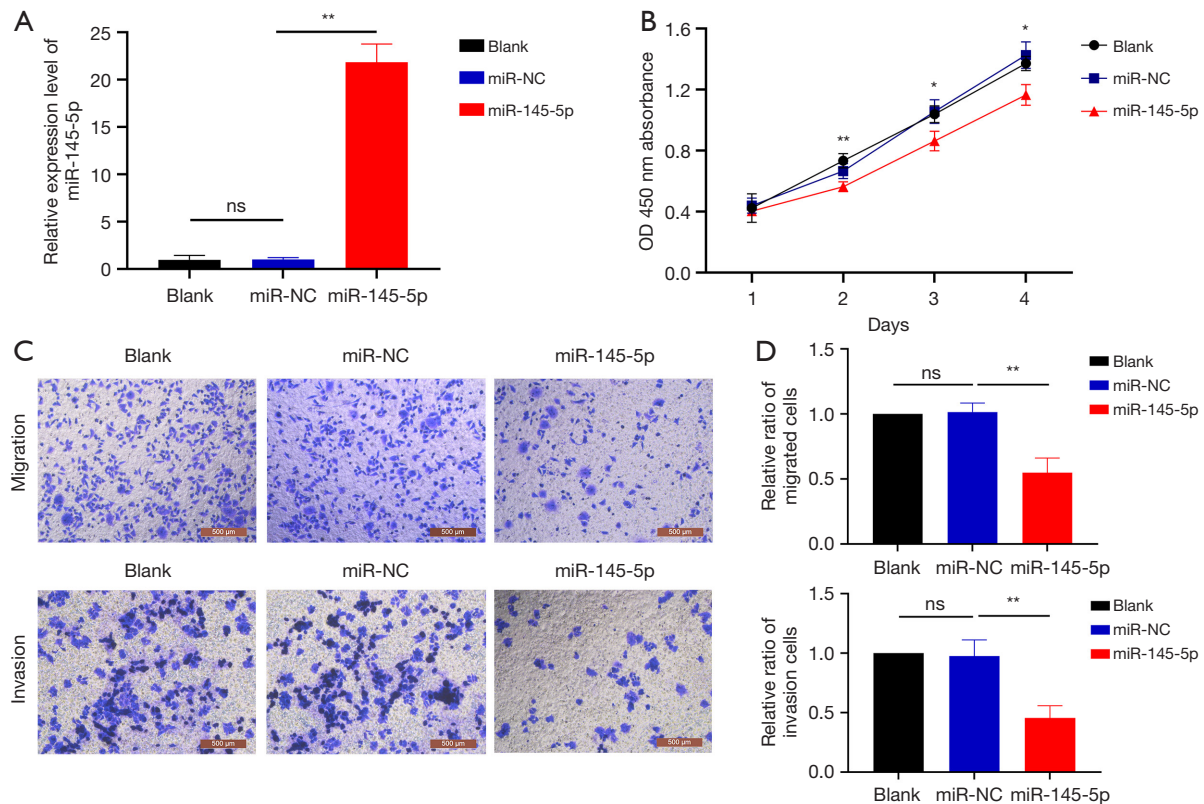 A
Relative expression level of
miR-145-5p
25
20
15
10
5
0
ns
**
Blank
miR-NC
miR-145-5p
Blank
miR-NC
miR-145-5p
B
OD 450 nm absorbance
1.6
1.2
0.8
0.4
0.0
**
*
*
1
2
3
4
Days
Blank
miR-NC
miR-145-5p
C
Blank
miR-NC
miR-145-5p
Migration
500 μm
500 μm
500 μm
Blank
miR-NC
miR-145-5p
Invasion
500 μm
500 μm
500 μm
D
Relative ratio of
migrated cells
1.5
1.0
0.5
0.0
ns
**
Blank
miR-NC
miR-145-5p
Blank
miR-NC
miR-145-5p
Relative ratio of
invasion cells
1.5
1.0
0.5
0.0
ns
**
Blank
miR-NC
miR-145-5p
Blank
miR-NC
miR-145-5p